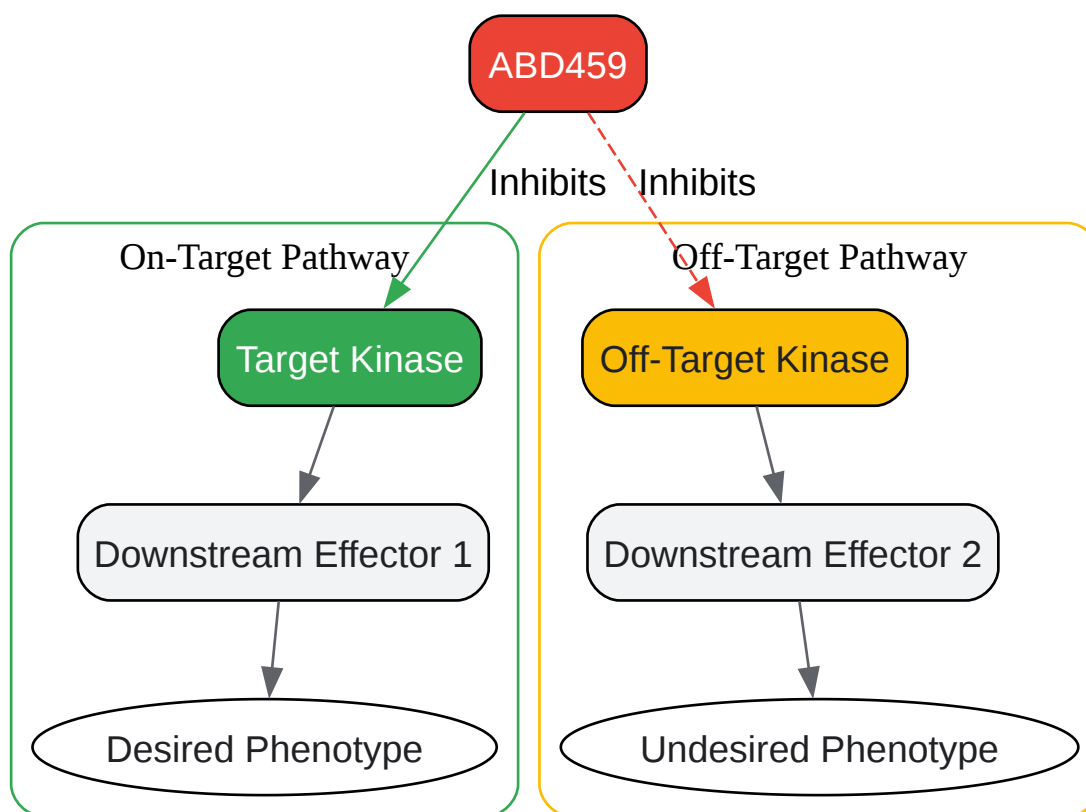 ABD459
Inhibits
Inhibits
On-Target Pathway
Off-Target Pathway
Target Kinase
Off-Target Kinase
Downstream Effector 1
Downstream Effector 2
Desired Phenotype
Undesired Phenotype